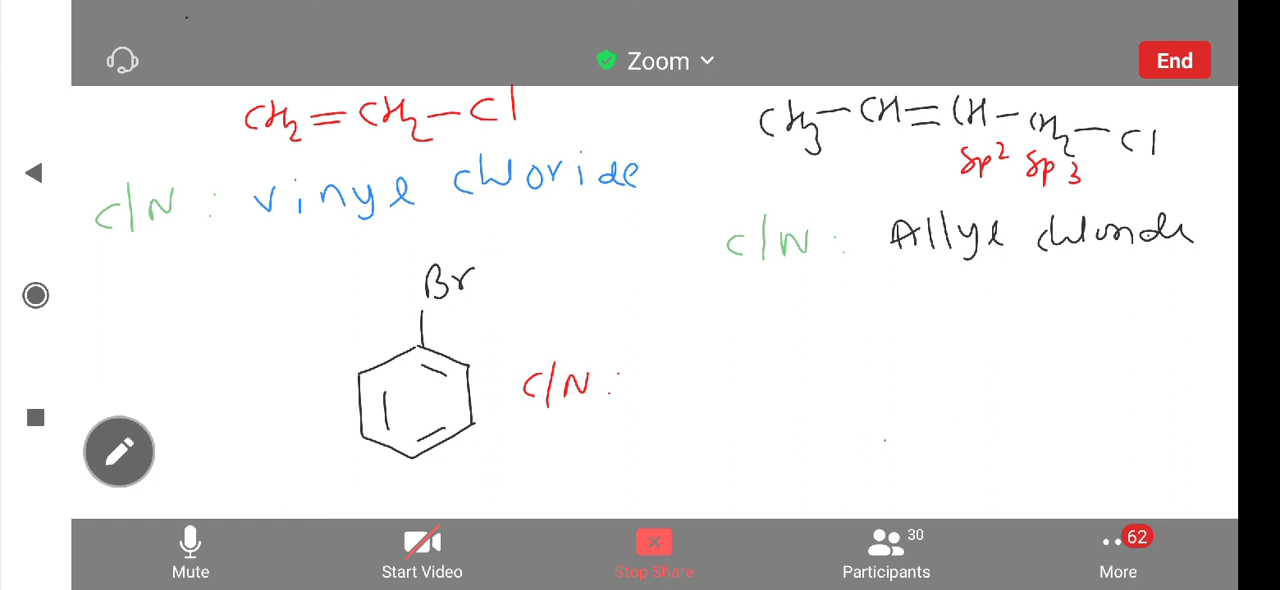 Zoom
End
CH2=CH2-Cl
CH3-CH=CH-CH2-Cl
Sp2 Sp3
C/N : vinyl chloride
C/N : Allyl chloride
Br
C/N :
30
62
Mute
Start Video
Stop Share
Participants
More